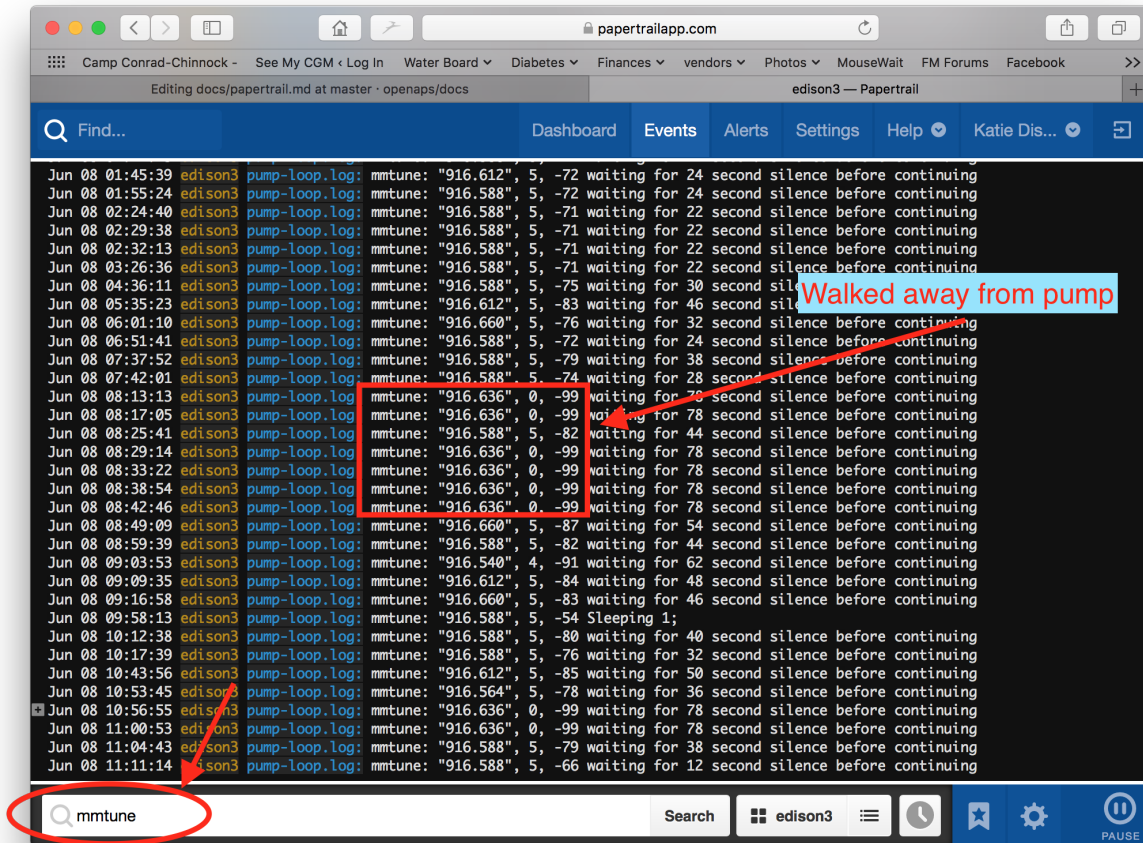 papertrailapp.com
Camp Conrad-Chinnock - See My CGM ‹ Log In Water Board Diabetes Finances vendors Photos MouseWait FM Forums Facebook >>
Editing docs/papertrail.md at master · openaps/docs edison3 — Papertrail +
Find... Dashboard Events Alerts Settings Help Katie Dis...
Jun 08 01:45:39 edison3 pump-loop.log: mmtune: "916.612", 5, -72 waiting for 24 second silence before continuing
Jun 08 01:55:24 edison3 pump-loop.log: mmtune: "916.588", 5, -72 waiting for 24 second silence before continuing
Jun 08 02:24:40 edison3 pump-loop.log: mmtune: "916.588", 5, -71 waiting for 22 second silence before continuing
Jun 08 02:29:38 edison3 pump-loop.log: mmtune: "916.588", 5, -71 waiting for 22 second silence before continuing
Jun 08 02:32:13 edison3 pump-loop.log: mmtune: "916.588", 5, -71 waiting for 22 second silence before continuing
Jun 08 03:26:36 edison3 pump-loop.log: mmtune: "916.588", 5, -71 waiting for 22 second silence before continuing
Jun 08 04:36:11 edison3 pump-loop.log: mmtune: "916.588", 5, -75 waiting for 30 second
Walked away from pump
Jun 08 05:35:23 edison3 pump-loop.log: mmtune: "916.612", 5, -83 waiting for 46 second
Jun 08 06:01:10 edison3 pump-loop.log: mmtune: "916.660", 5, -76 waiting for 32 second silence before continuing
Jun 08 06:51:41 edison3 pump-loop.log: mmtune: "916.588", 5, -72 waiting for 24 second silence before continuing
Jun 08 07:37:52 edison3 pump-loop.log: mmtune: "916.588", 5, -79 waiting for 38 second silence before continuing
Jun 08 07:42:01 edison3 pump-loop.log: mmtune: "916.588", 5, -74 waiting for 28 second silence before continuing
Jun 08 08:13:13 edison3 pump-loop.log mmtune: "916.636", 0, -99 waiting for 78 second silence before continuing
Jun 08 08:17:05 edison3 pump-loop.log mmtune: "916.636", 0, -99 waiting for 78 second silence before continuing
Jun 08 08:25:41 edison3 pump-loop.log mmtune: "916.588", 5, -82 waiting for 44 second silence before continuing
Jun 08 08:29:14 edison3 pump-loop.log mmtune: "916.636", 0, -99 waiting for 78 second silence before continuing
Jun 08 08:33:22 edison3 pump-loop.log mmtune: "916.636", 0, -99 waiting for 78 second silence before continuing
Jun 08 08:38:54 edison3 pump-loop.log mmtune: "916.636", 0, -99 waiting for 78 second silence before continuing
Jun 08 08:42:46 edison3 pump-loop.log mmtune: "916.636", 0, -99 waiting for 78 second silence before continuing
Jun 08 08:49:09 edison3 pump-loop.log: mmtune: "916.660", 5, -87 waiting for 54 second silence before continuing
Jun 08 08:59:39 edison3 pump-loop.log: mmtune: "916.588", 5, -82 waiting for 44 second silence before continuing
Jun 08 09:03:53 edison3 pump-loop.log: mmtune: "916.540", 4, -91 waiting for 62 second silence before continuing
Jun 08 09:09:35 edison3 pump-loop.log: mmtune: "916.612", 5, -84 waiting for 48 second silence before continuing
Jun 08 09:16:58 edison3 pump-loop.log: mmtune: "916.660", 5, -83 waiting for 46 second silence before continuing
Jun 08 09:58:13 edison3 pump-loop.log: mmtune: "916.588", 5, -54 Sleeping 1;
Jun 08 10:12:38 edison3 pump-loop.log: mmtune: "916.588", 5, -80 waiting for 40 second silence before continuing
Jun 08 10:17:39 edison3 pump-loop.log: mmtune: "916.588", 5, -76 waiting for 32 second silence before continuing
Jun 08 10:43:56 edison3 pump-loop.log: mmtune: "916.612", 5, -85 waiting for 50 second silence before continuing
Jun 08 10:53:45 edison3 pump-loop.log: mmtune: "916.564", 5, -78 waiting for 36 second silence before continuing
Jun 08 10:56:55 edison3 pump-loop.log: mmtune: "916.636", 0, -99 waiting for 78 second silence before continuing
Jun 08 11:00:53 edison3 pump-loop.log: mmtune: "916.636", 0, -99 waiting for 78 second silence before continuing
Jun 08 11:04:43 edison3 pump-loop.log: mmtune: "916.588", 5, -79 waiting for 38 second silence before continuing
Jun 08 11:11:14 edison3 pump-loop.log: mmtune: "916.588", 5, -66 waiting for 12 second silence before continuing
mmtune Search edison3 PAUSE